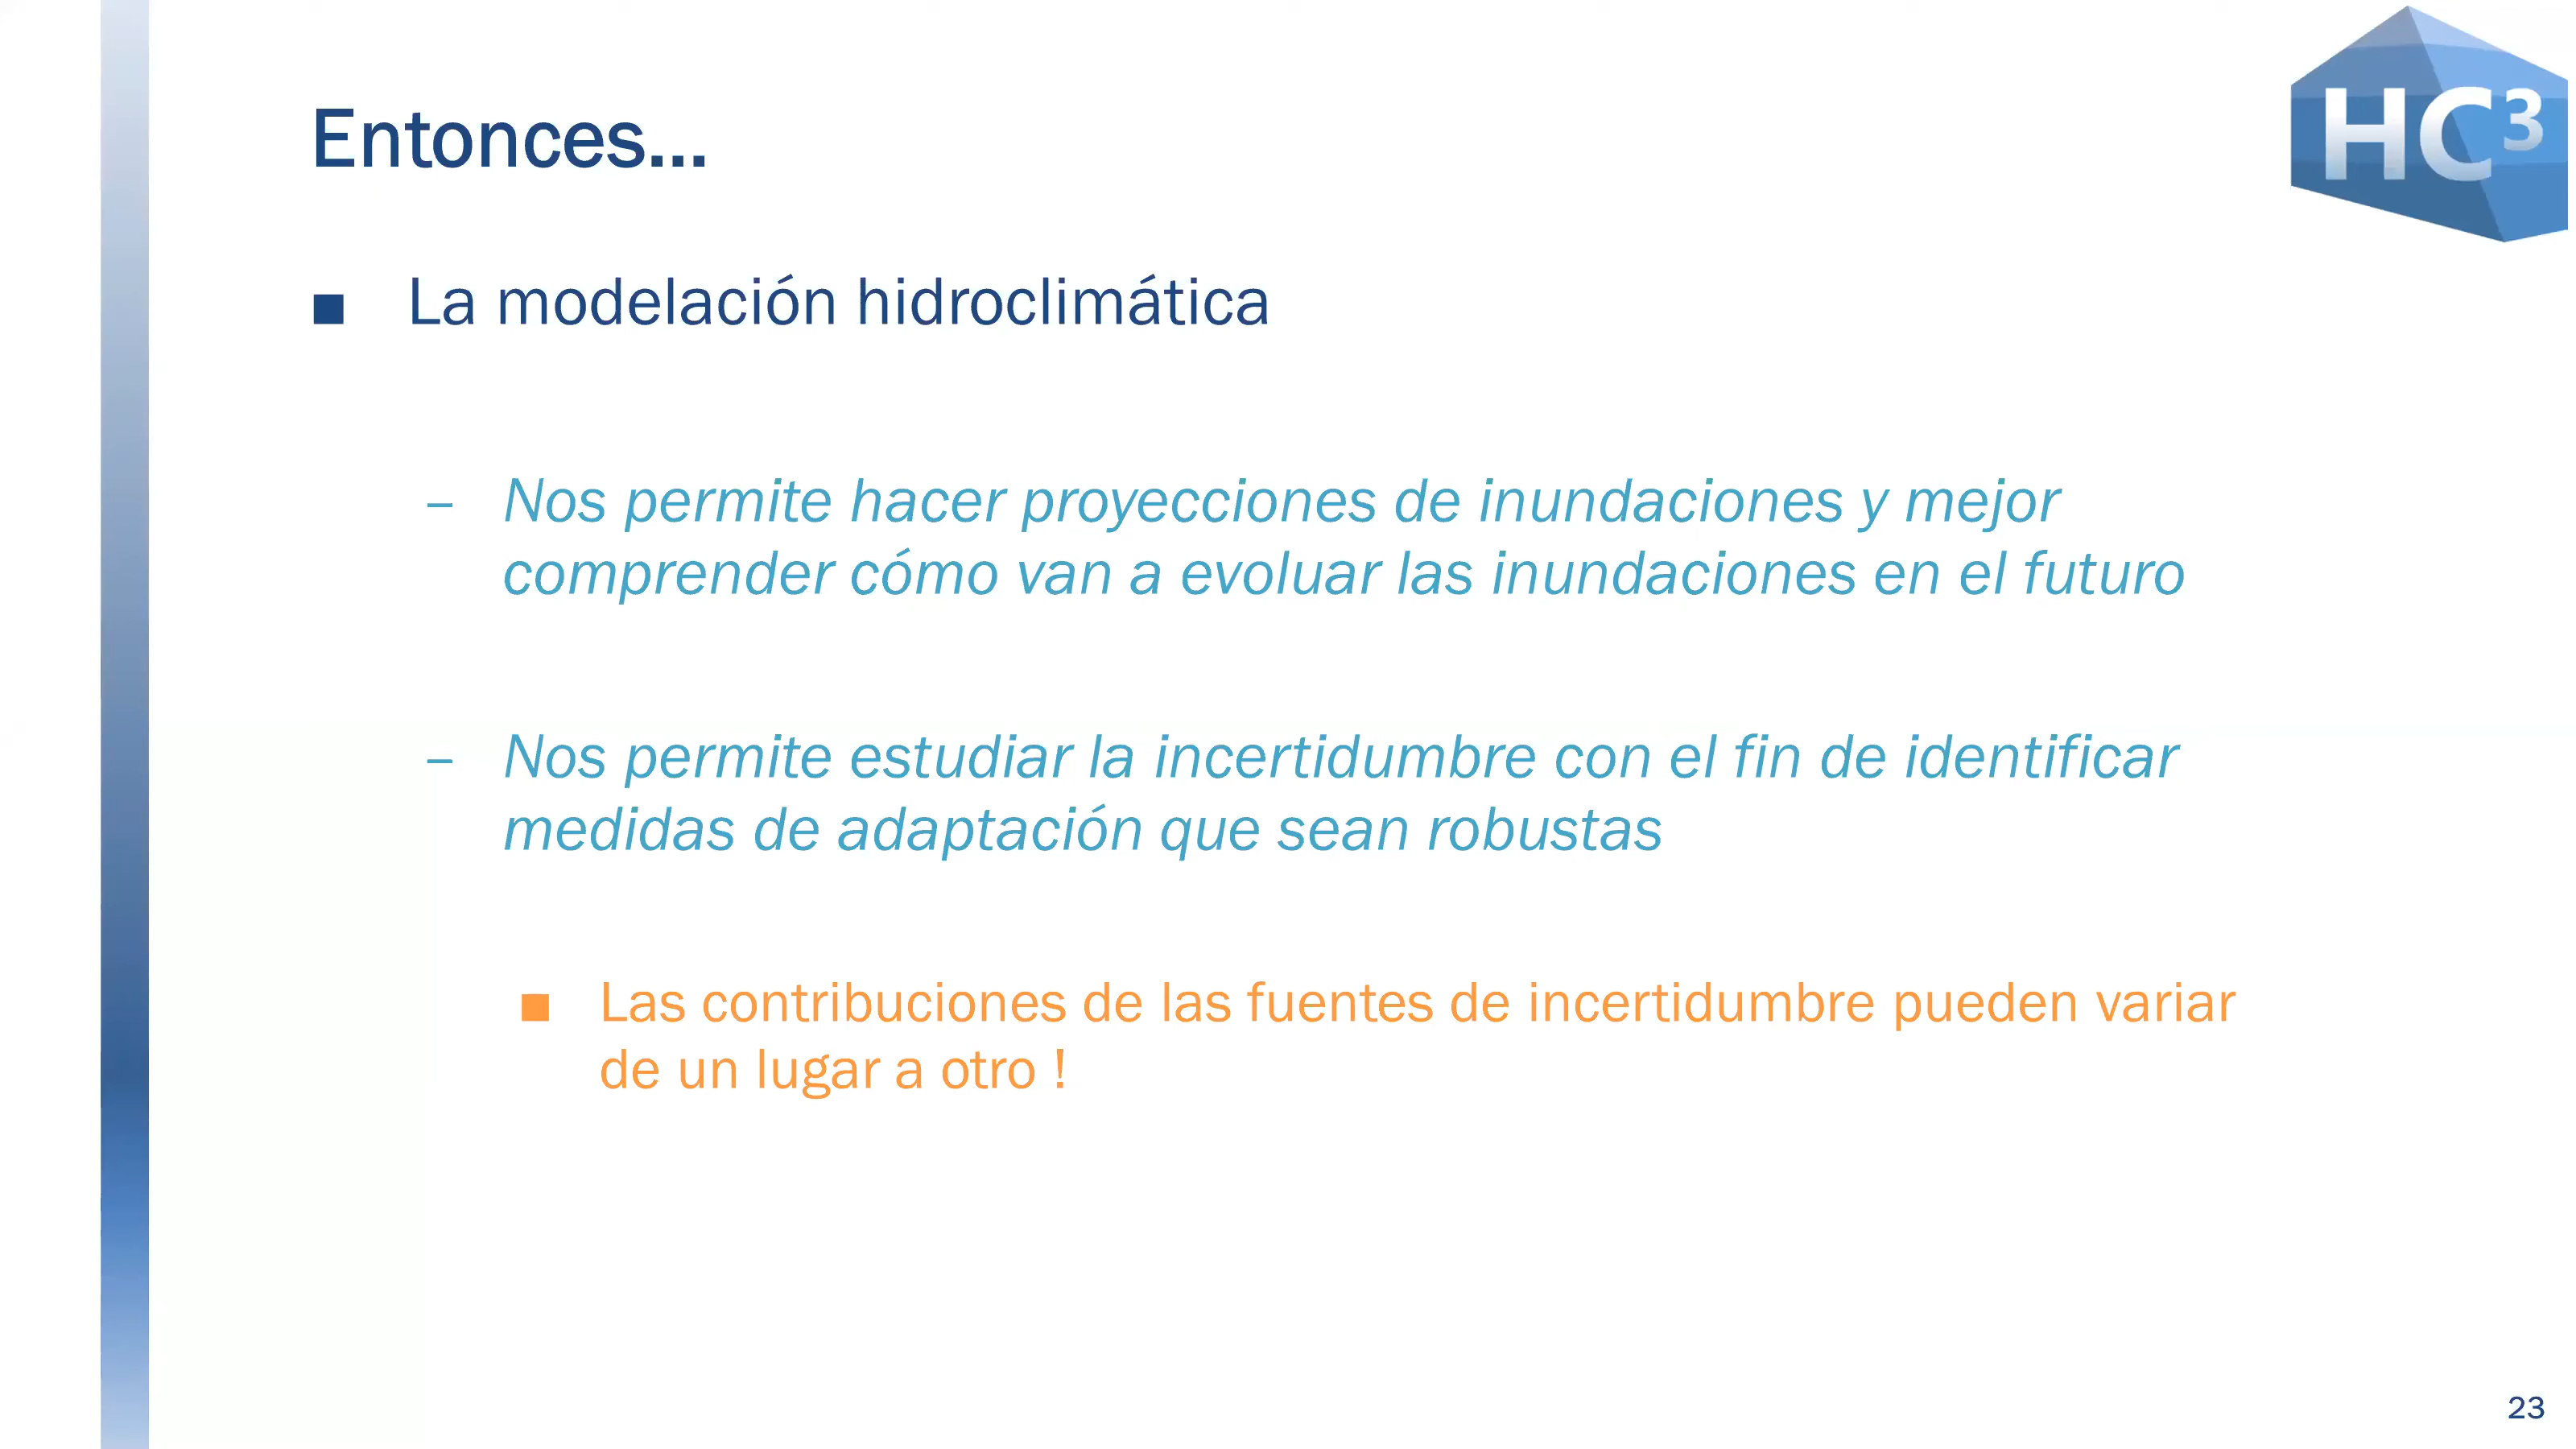 Entonces...
HC³
■ La modelación hidroclimática
– Nos permite hacer proyecciones de inundaciones y mejor
comprender cómo van a evoluar las inundaciones en el futuro
– Nos permite estudiar la incertidumbre con el fin de identificar
medidas de adaptación que sean robustas
■ Las contribuciones de las fuentes de incertidumbre pueden variar
de un lugar a otro !
23